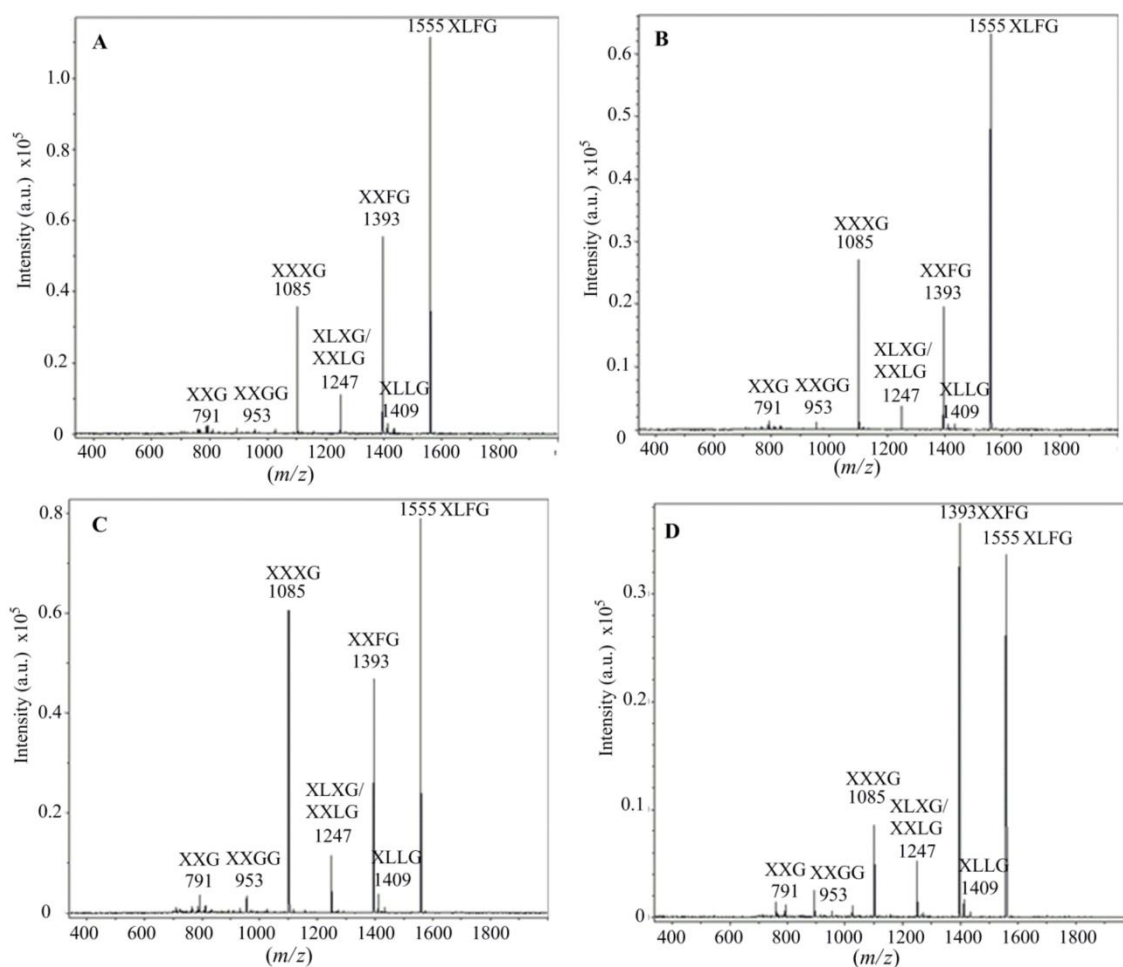 A
1555 XLFG
1.0
0.8
0.6
0.4
0.2
0
Intensity (a.u.) x10⁵
XXFG
1393
XXXG
1085
XLXG/
XXLG
1247
XXG
791
XXGG
953
XLLG
1409
400 800 1000 1200 1400 1600 1800
(m/z)
B
1555 XLFG
0.6
0.5
0.4
0.3
0.2
0.1
0
Intensity (a.u.) x10⁵
XXXG
1085
XXFG
1393
XLXG/
XXLG
1247
XXG
791
XXGG
953
XLLG
1409
400 600 800 1000 1200 1400 1600 1800
(m/z)
C
1555 XLFG
0.8
0.6
0.4
0.2
0
Intensity (a.u.) x10⁵
XXXG
1085
XXFG
1393
XLXG/
XXLG
1247
XXG
791
XXGG
953
XLLG
1409
400 600 800 1000 1200 1400 1600 1800
(m/z)
D
1393XXFG
1555 XLFG
0.3
0.2
0.1
0
Intensity (a.u.) x10⁵
XXXG
1085
XLXG/
XXLG
1247
XXG
791
XXGG
953
XLLG
1409
400 600 800 1000 1200 1400 1600 1800
(m/z)